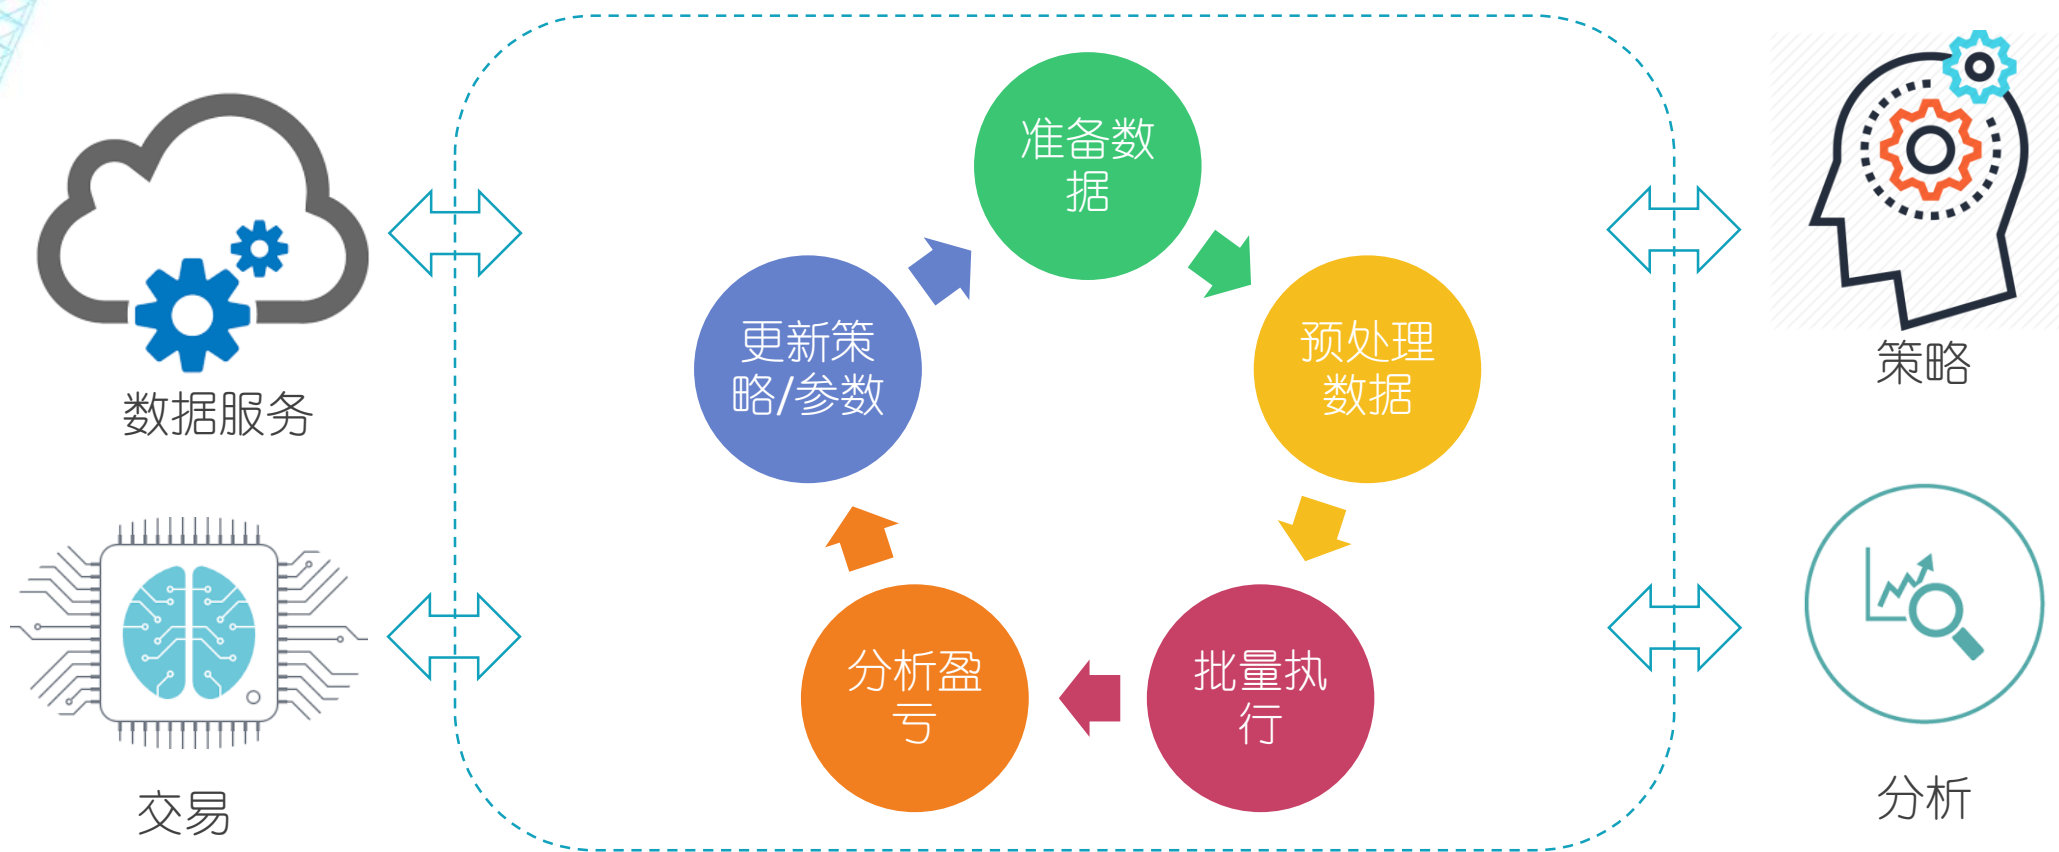 准备数
据
预处理
数据
批量执
行
分析盈
亏
更新策
略/参数
数据服务
交易
策略
分析